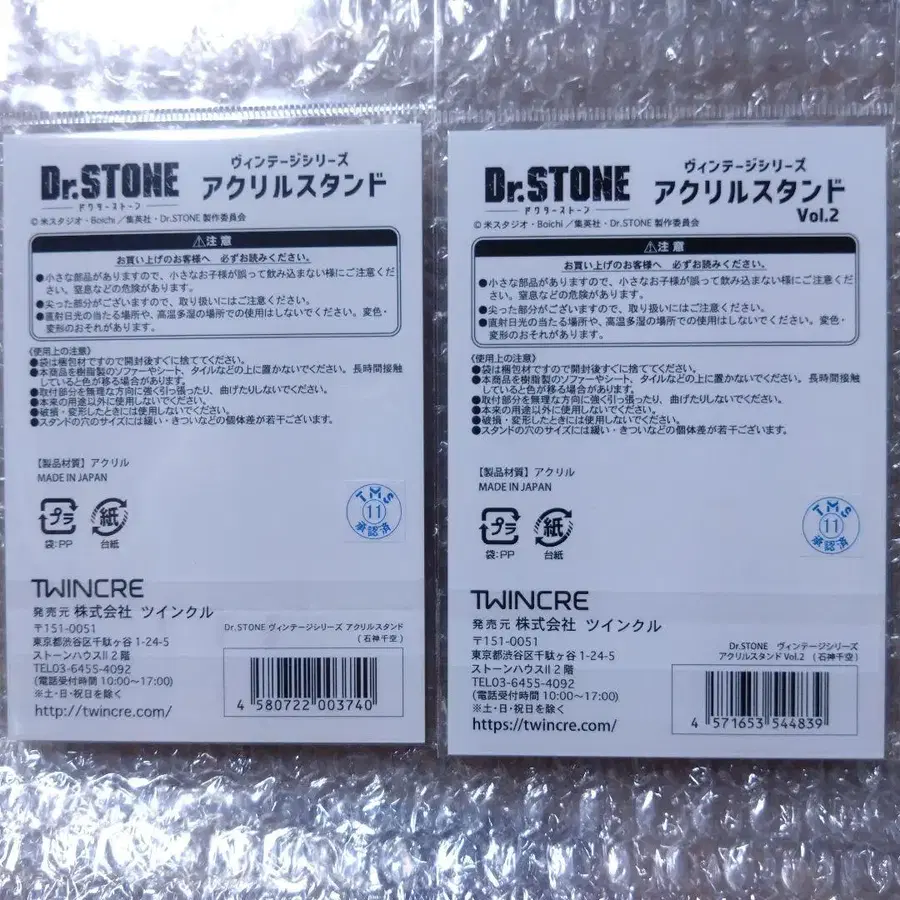 Dr.STONE
ードクターストーンー
ヴィンテージシリーズ
アクリルスタンド
© 米スタジオ・Boichi／集英社・Dr.STONE 製作委員会
⚠注意
お買い上げのお客様へ 必ずお読みください。
●小さな部品がありますので、小さなお子様が誤って飲み込まない様にご注意くだ
さい。窒息などの危険があります。
●尖った部分がございますので、取り扱いにはご注意ください。
●直射日光の当たる場所や、高温多湿の場所での使用はしないでください。変色・
変形のおそれがあります。
《使用上の注意》
●袋は梱包材ですので開封後すぐに捨ててください。
●本商品を樹脂製のソファーやシート、タイルなどの上に置かないでください。長時間接触
していると色が移る場合があります。
●取付部分を無理な方向に強く引っ張ったり、曲げたりしないでください。
●本来の用途以外に使用しないでください。
●破損・変形したときには使用しないでください。
●スタンドの穴のサイズには緩い・きついなどの個体差が若干ございます。
【製品材質】アクリル
MADE IN JAPAN
プラ
袋:PP
紙
台紙
TMS
11
承認済
TWINCRE
発売元 株式会社 ツインクル
〒151-0051
東京都渋谷区千駄ヶ谷 1-24-5
ストーンハウスⅡ 2 階
TEL03-6455-4092
(電話受付時間 10:00〜17:00)
※土・日・祝日を除く
http://twincre.com/
Dr.STONE ヴィンテージシリーズ アクリルスタンド
(石神千空)
4 580722 003740
Dr.STONE
ードクターストーンー
ヴィンテージシリーズ
アクリルスタンド
Vol.2
© 米スタジオ・Boichi／集英社・Dr.STONE 製作委員会
⚠注意
お買い上げのお客様へ 必ずお読みください。
●小さな部品がありますので、小さなお子様が誤って飲み込まない様にご注意くだ
さい。窒息などの危険があります。
●尖った部分がございますので、取り扱いにはご注意ください。
●直射日光の当たる場所や、高温多湿の場所での使用はしないでください。変色・
変形のおそれがあります。
《使用上の注意》
●袋は梱包材ですので開封後すぐに捨ててください。
●本商品を樹脂製のソファーやシート、タイルなどの上に置かないでください。長時間接触
していると色が移る場合があります。
●取付部分を無理な方向に強く引っ張ったり、曲げたりしないでください。
●本来の用途以外に使用しないでください。
●破損・変形したときには使用しないでください。
●スタンドの穴のサイズには緩い・きついなどの個体差が若干ございます。
【製品材質】アクリル
MADE IN JAPAN
プラ
袋:PP
紙
台紙
TMS
11
承認済
TWINCRE
発売元 株式会社 ツインクル
〒151-0051
東京都渋谷区千駄ヶ谷 1-24-5
ストーンハウスⅡ 2 階
TEL03-6455-4092
(電話受付時間 10:00〜17:00)
※土・日・祝日を除く
https://twincre.com/
Dr.STONE ヴィンテージシリーズ
アクリルスタンド Vol.2 (石神千空)
4 571653 544839